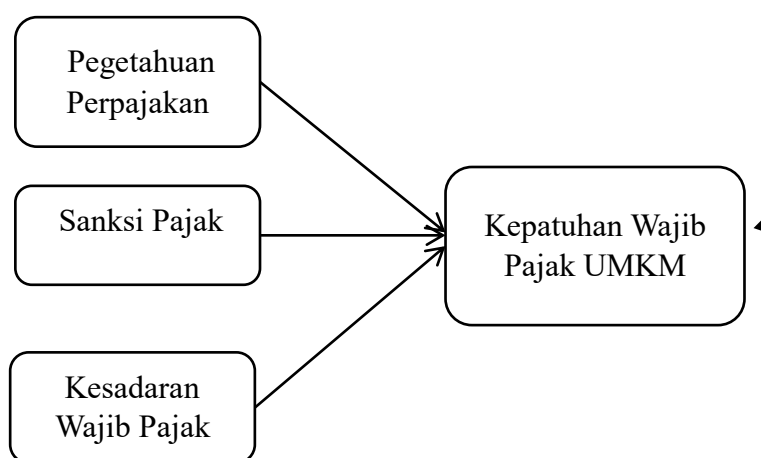 Pegetahuan
Perpajakan
Sanksi Pajak
Kepatuhan Wajib
Pajak UMKM
Kesadaran
Wajib Pajak